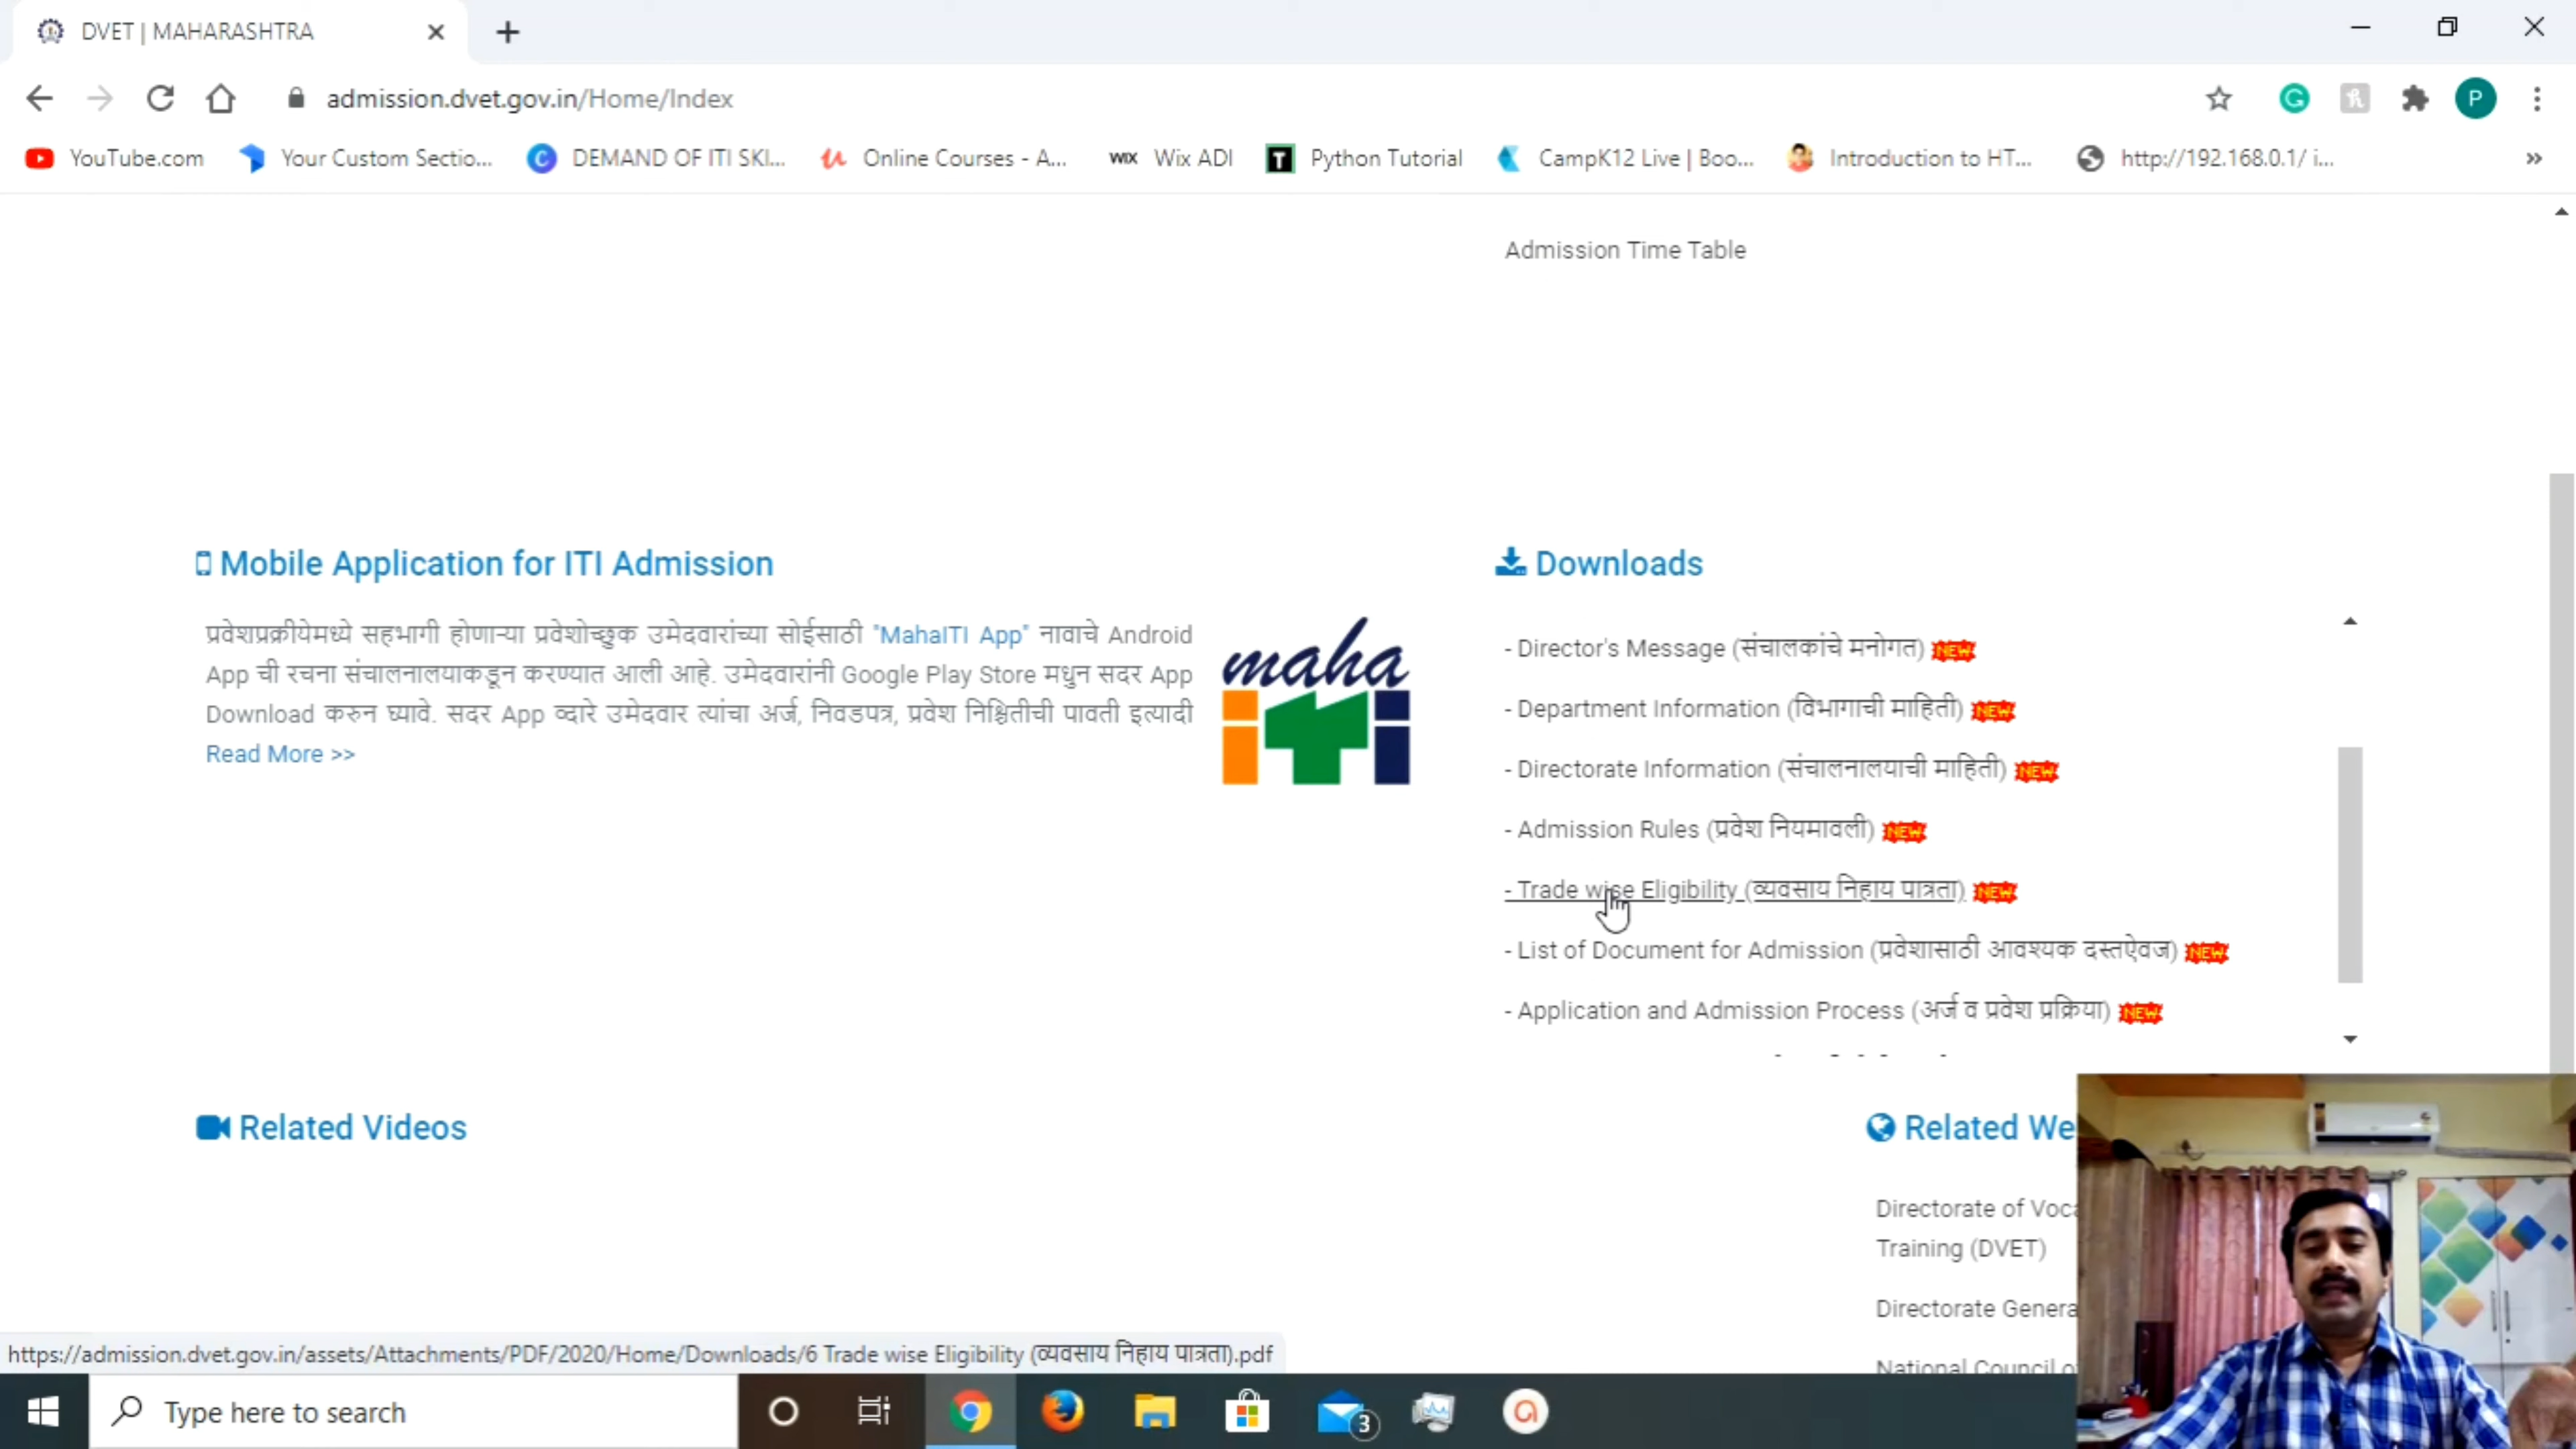 DVET | MAHARASHTRA
admission.dvet.gov.in/Home/Index
P
YouTube.com
Your Custom Sectio...
DEMAND OF ITI SKI...
Online Courses - A...
WIX Wix ADI
Python Tutorial
CampK12 Live | Boo...
Introduction to HT...
http://192.168.0.1/ i...
Admission Time Table
Mobile Application for ITI Admission
प्रवेशप्रक्रीयेमध्ये सहभागी होणाऱ्या प्रवेशोच्छुक उमेदवारांच्या सोईसाठी "MahaITI App" नावाचे Android
App ची रचना संचालनालयाकडून करण्यात आली आहे. उमेदवारांनी Google Play Store मधुन सदर App
Download करुन घ्यावे. सदर App व्दारे उमेदवार त्यांचा अर्ज, निवडपत्र, प्रवेश निश्चितीची पावती इत्यादी
Read More >>
maha
iTi
Downloads
- Director's Message (संचालकांचे मनोगत) NEW
- Department Information (विभागाची माहिती) NEW
- Directorate Information (संचालनालयाची माहिती) NEW
- Admission Rules (प्रवेश नियमावली) NEW
- Trade wise Eligibility (व्यवसाय निहाय पात्रता) NEW
- List of Document for Admission (प्रवेशासाठी आवश्यक दस्तऐवज) NEW
- Application and Admission Process (अर्ज व प्रवेश प्रक्रिया) NEW
Related Videos
Related We
Directorate of Voca
Training (DVET)
Directorate Genera
National Council o
https://admission.dvet.gov.in/assets/Attachments/PDF/2020/Home/Downloads/6 Trade wise Eligibility (व्यवसाय निहाय पात्रता).pdf
Type here to search
3